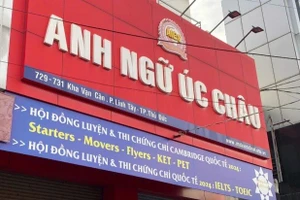 ANH NGỮ ÚC CHÂU
729-731 Kha Vạn Cân, P. Linh Tây, TP. Thủ Đức
>> HỘI ĐỒNG LUYỆN & THI CHỨNG CHỈ CAMBRIDGE QUỐC TẾ 2024 :
Starters - Movers - Flyers - KET - PET
>> HỘI ĐỒNG LUYỆN & THI CHỨNG CHỈ QUỐC TẾ 2024 : IELTS - TOEIC